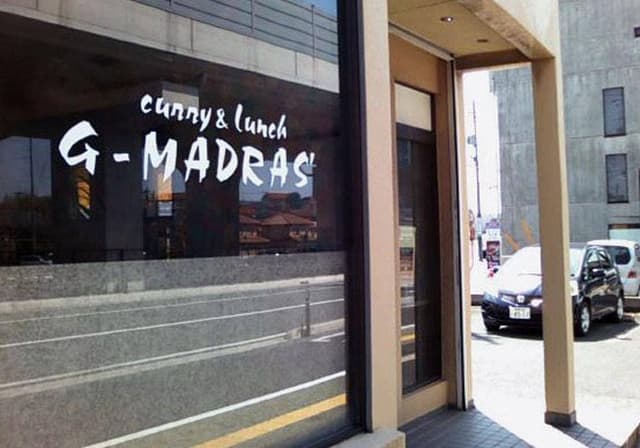 curry & lunch
G-MADRAS'